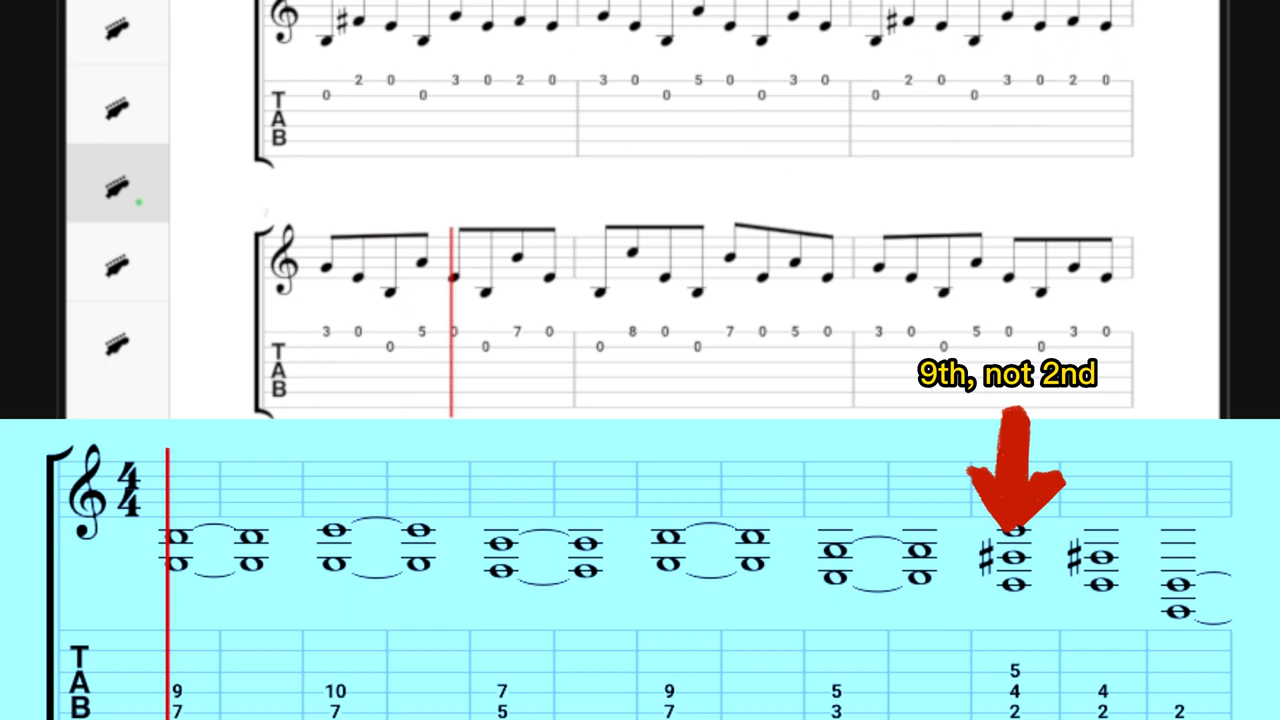 2 0 3 0 2 0 3 0 5 0 3 0 2 0 3 0 2 0
0 0 0 0 0 0
T
A
B
7
3 0 5 0 7 0 8 0 7 0 5 0 3 0 5 0 3 0
0 0 0 0 0 0
T
A
B
9th, not 2nd
4
4
T
A
B
5
9 10 7 9 5 4 4
7 7 5 7 3 2 2 2